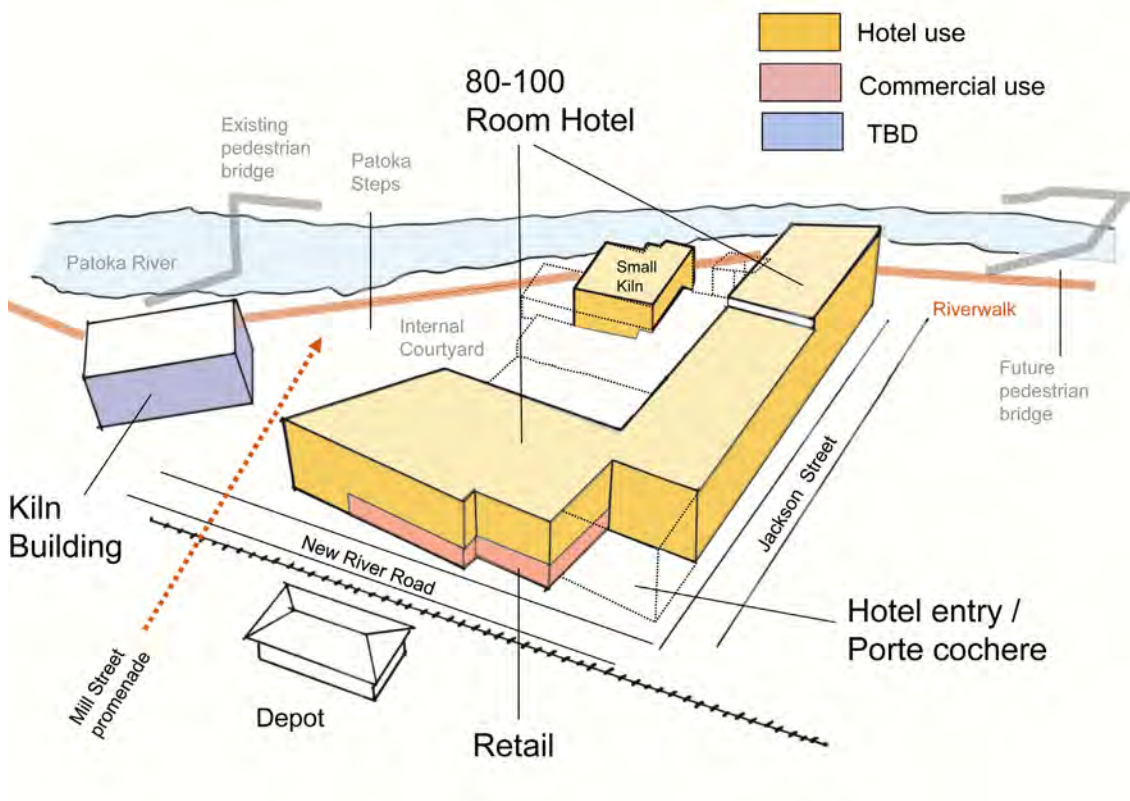 Hotel use
Commercial use
TBD
80-100
Room Hotel
Existing
pedestrian
bridge
Patoka
Steps
Patoka River
Small
Kiln
Internal
Courtyard
Riverwalk
Future
pedestrian
bridge
Kiln
Building
Jackson Street
New River Road
Hotel entry /
Porte cochere
Mill Street
promenade
Depot
Retail